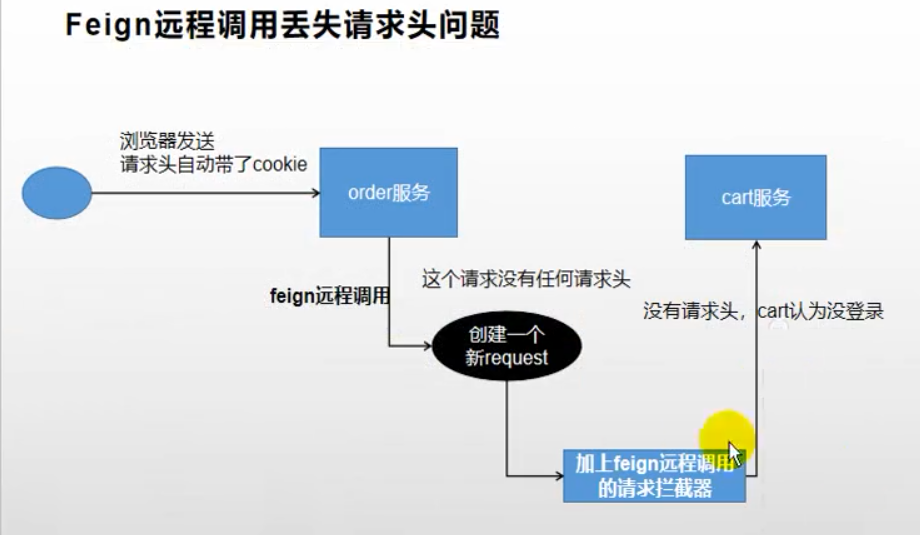 Feign远程调用丢失请求头问题
浏览器发送
请求头自动带了cookie
order服务
cart服务
feign远程调用
这个请求没有任何请求头
没有请求头，cart认为没登录
创建一个
新request
加上feign远程调用
的请求拦截器